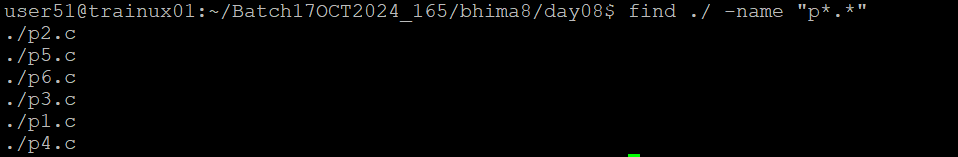 user51@trainux01:~/Batch17OCT2024_165/bhima8/day08$ find ./ -name "p*.*"
./p2.c
./p5.c
./p6.c
./p3.c
./p1.c
./p4.c